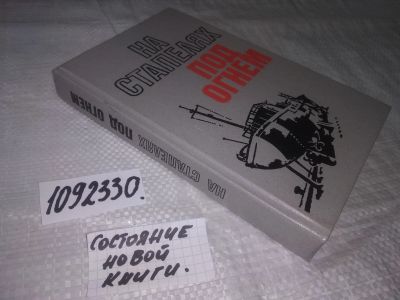 НА
СТАПЕЛЯХ
ПОД
ОГНЕМ
НА СТАПЕЛЯХ ПОД ОГНЕМ
1092330.
СОСТОЯНИЕ
НОВОЙ
КНИГИ.